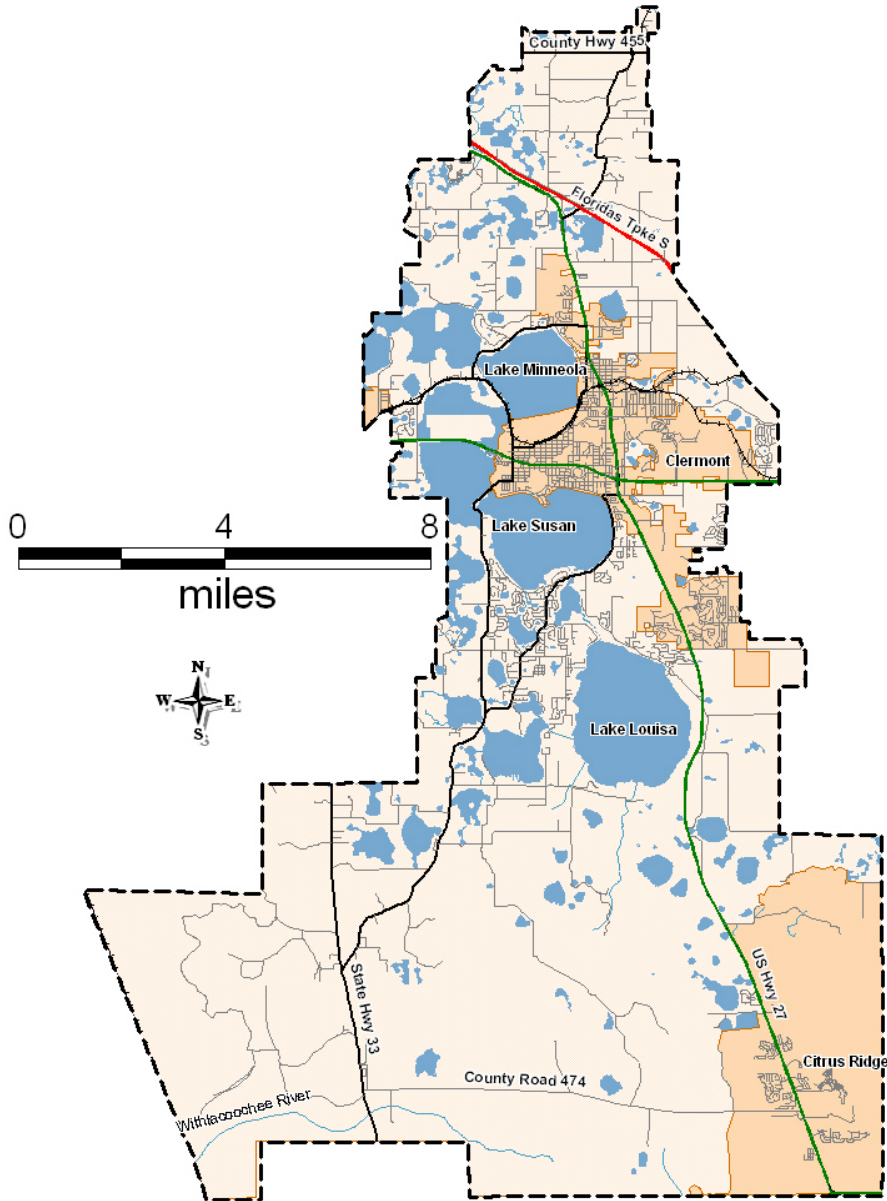 County Hwy 455
Floridas Tpke S
Lake Minneola
Clermont
0 4 8
miles
Lake Susan
N
W E
S
Lake Louisa
State Hwy 33
US Hwy 27
Citrus Ridge
County Road 474
Withlacoochee River